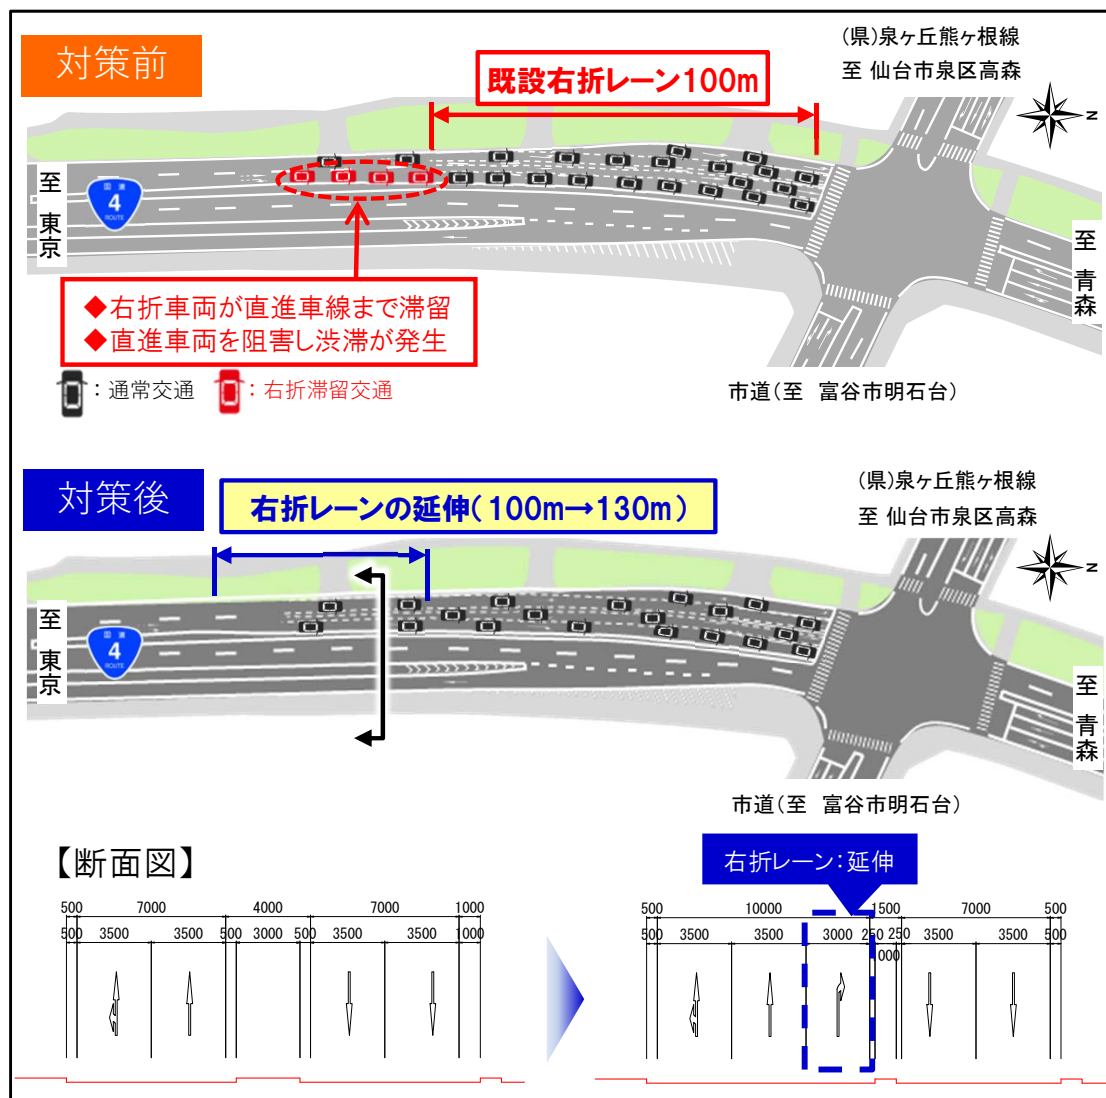 対策前
既設右折レーン100m
(県)泉ヶ丘熊ヶ根線
至 仙台市泉区高森
N
至 東京
国道
4
ROUTE
至 青森
◆右折車両が直進車線まで滞留
◆直進車両を阻害し渋滞が発生
：通常交通
：右折滞留交通
市道(至 富谷市明石台)
対策後
右折レーンの延伸(100m→130m)
(県)泉ヶ丘熊ヶ根線
至 仙台市泉区高森
N
至 東京
国道
4
ROUTE
至 青森
市道(至 富谷市明石台)
【断面図】
右折レーン：延伸
500 7000 4000 7000 1000
500 3500 3500 500 3000 500 3500 3500 1000
500 10000 1500 7000 500
500 3500 3500 3000 250 250 3500 3500 500
000